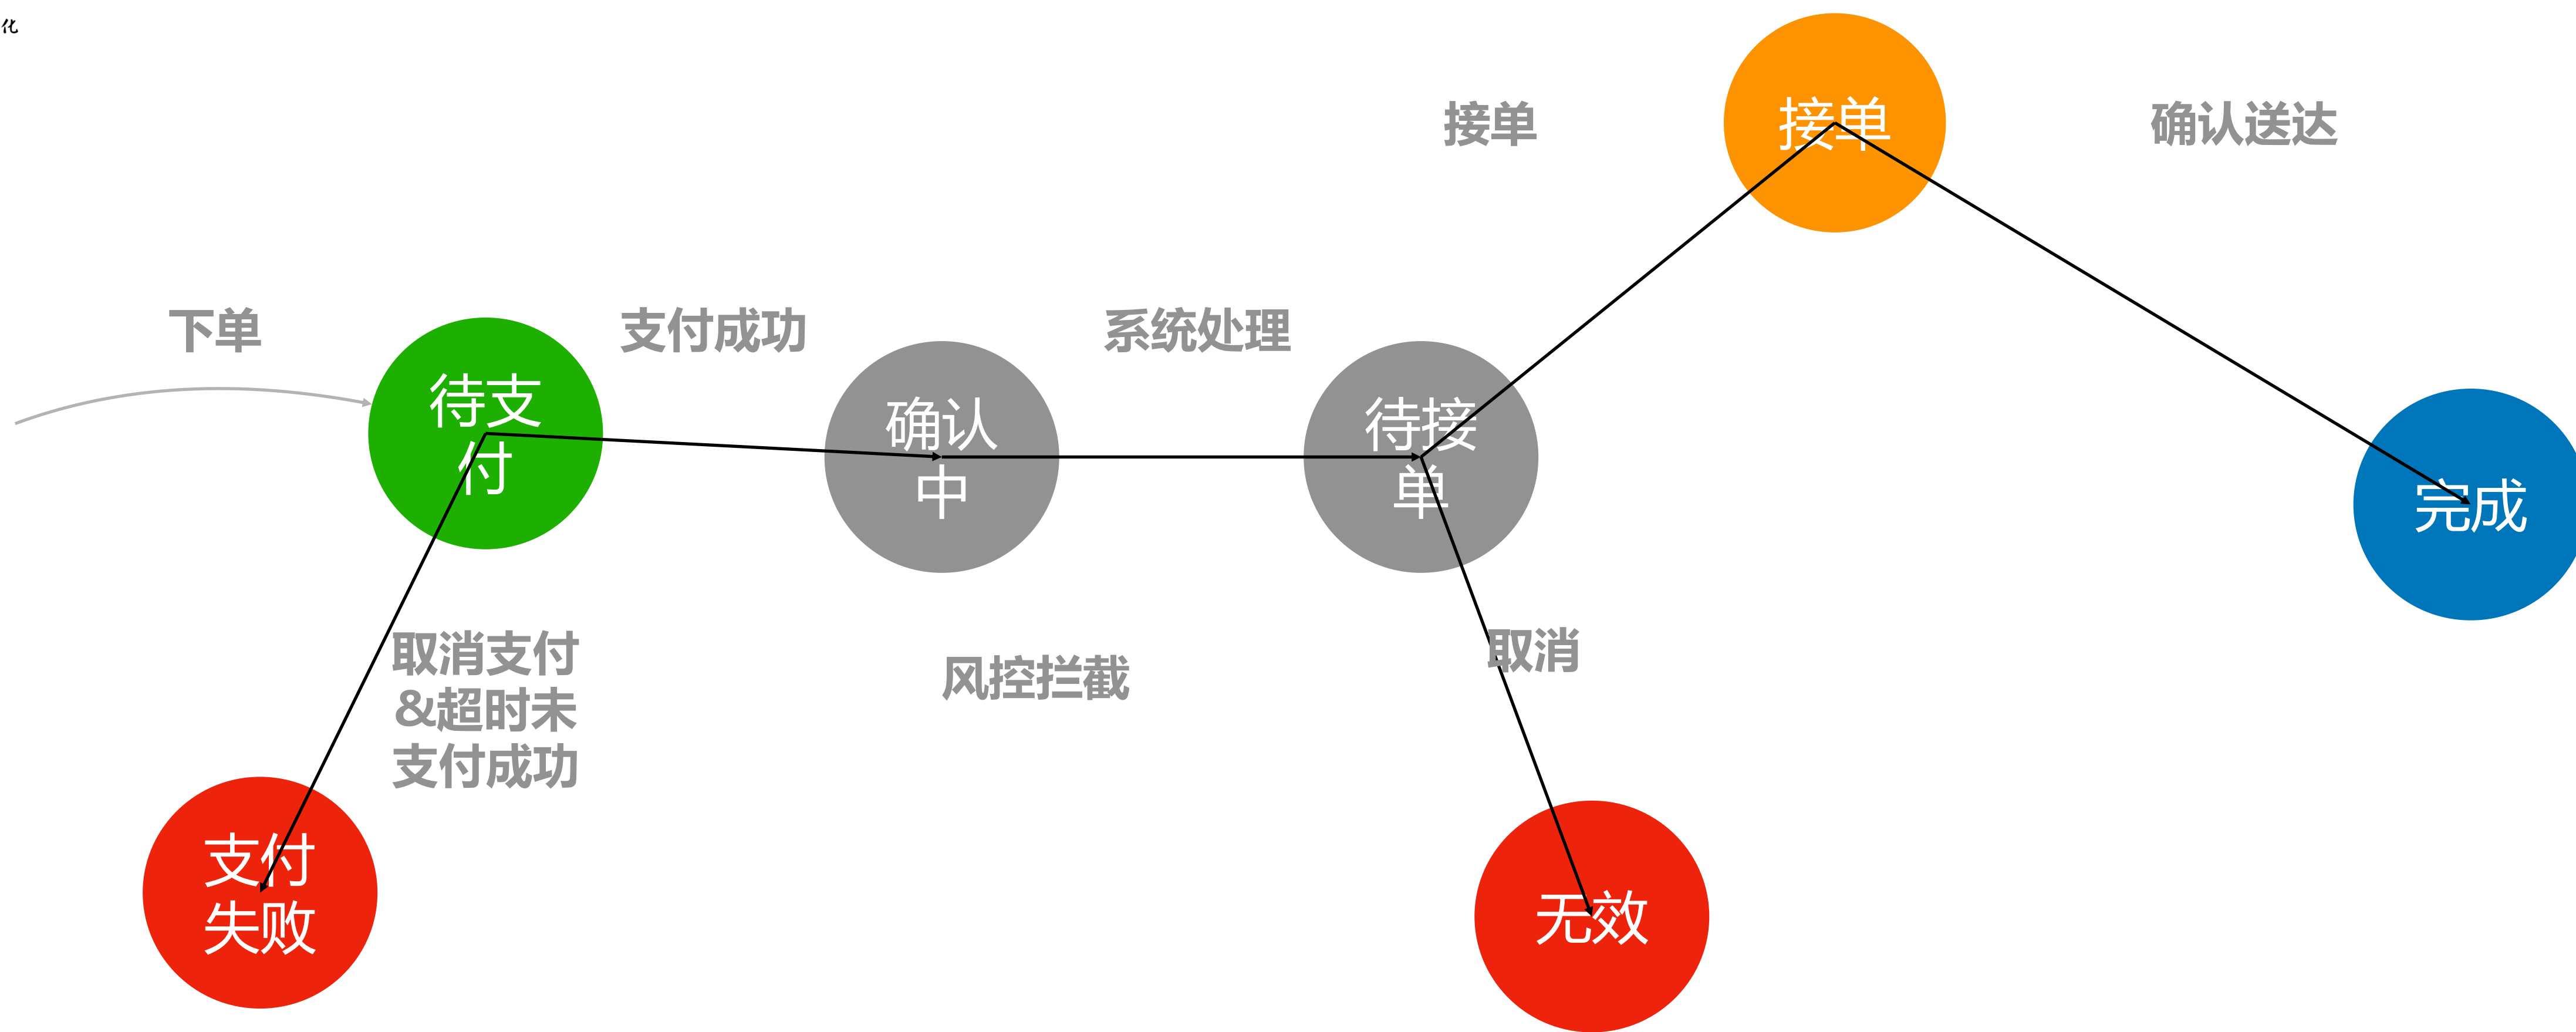 化
接单
接单
确认送达
下单
支付成功
系统处理
待支
付
确认
中
待接
单
完成
取消支付
&超时未
支付成功
风控拦截
取消
支付
失败
无效